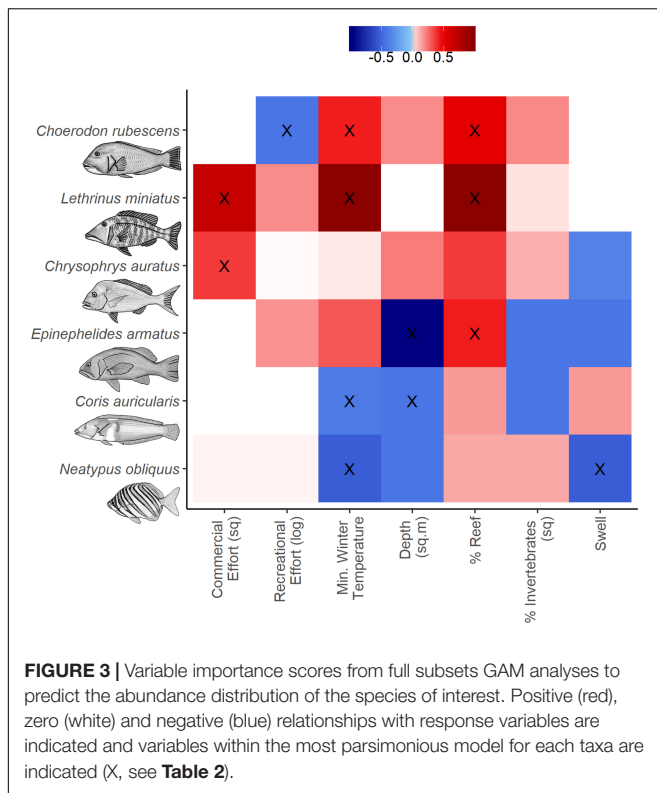 -0.5 0.0 0.5
Choerodon rubescens
X X X
Lethrinus miniatus
X X X
Chrysophrys auratus
X
Epinephelides armatus
X X
Coris auricularis
X X
Neatypus obliquus
X X
Commercial
Effort (sq)
Recreational
Effort (log)
Min. Winter
Temperature
Depth
(sq.m)
% Reef
% Invertebrates
(sq)
Swell
FIGURE 3 | Variable importance scores from full subsets GAM analyses to
predict the abundance distribution of the species of interest. Positive (red),
zero (white) and negative (blue) relationships with response variables are
indicated and variables within the most parsimonious model for each taxa are
indicated (X, see Table 2).